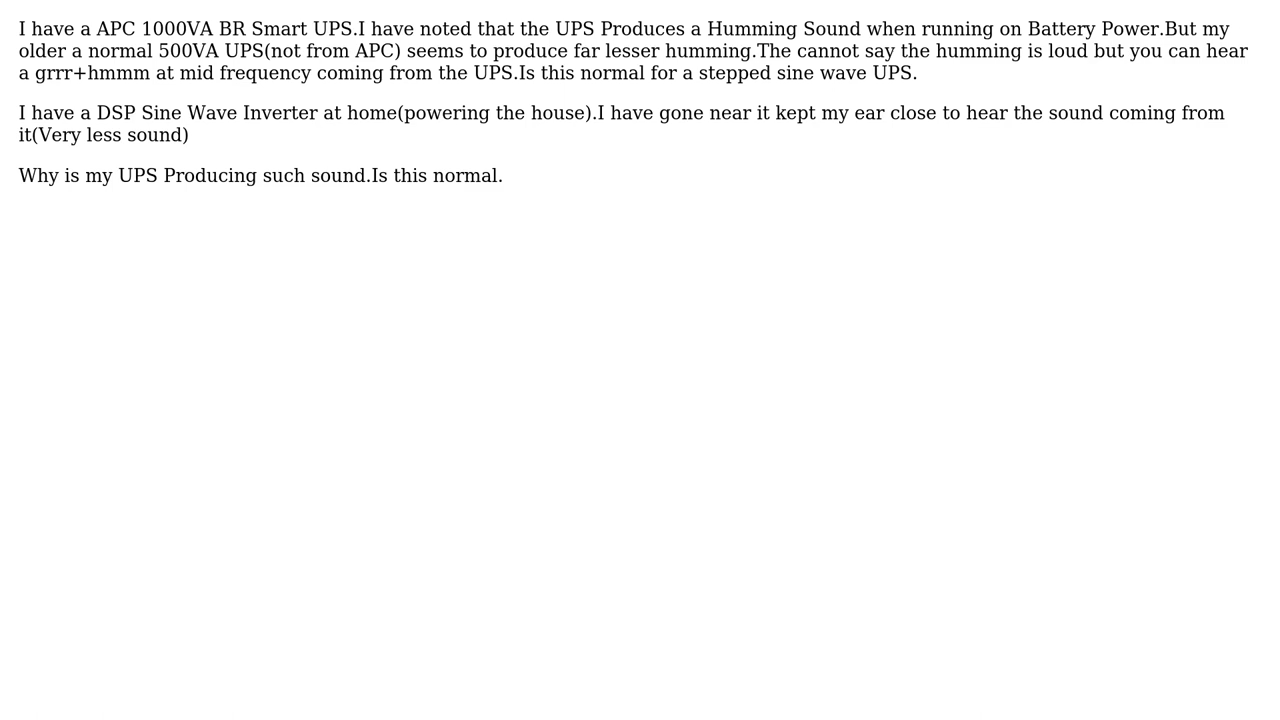 I have a APC 1000VA BR Smart UPS.I have noted that the UPS Produces a Humming Sound when running on Battery Power.But my
older a normal 500VA UPS(not from APC) seems to produce far lesser humming.The cannot say the humming is loud but you can hear
a grrr+hmmm at mid frequency coming from the UPS.Is this normal for a stepped sine wave UPS.
I have a DSP Sine Wave Inverter at home(powering the house).I have gone near it kept my ear close to hear the sound coming from
it(Very less sound)
Why is my UPS Producing such sound.Is this normal.